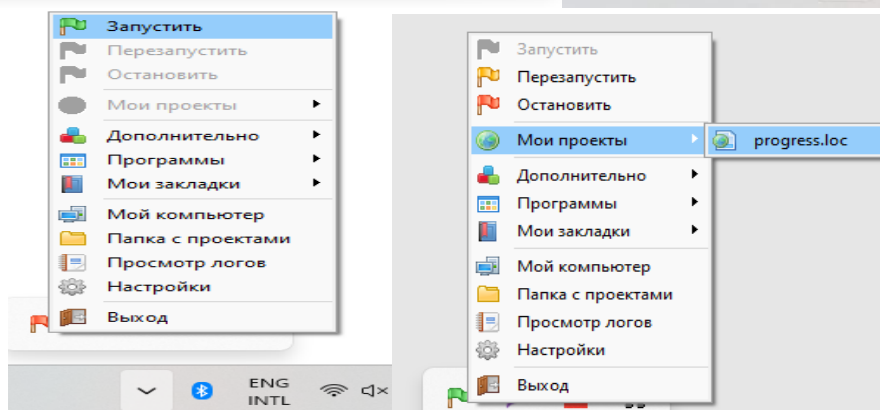 Запустить
Перезапустить
Остановить
Мои проекты
Дополнительно
Программы
Мои закладки
Мой компьютер
Папка с проектами
Просмотр логов
Настройки
Выход
ENG
INTL
Запустить
Перезапустить
Остановить
Мои проекты
progress.loc
Дополнительно
Программы
Мои закладки
Мой компьютер
Папка с проектами
Просмотр логов
Настройки
Выход